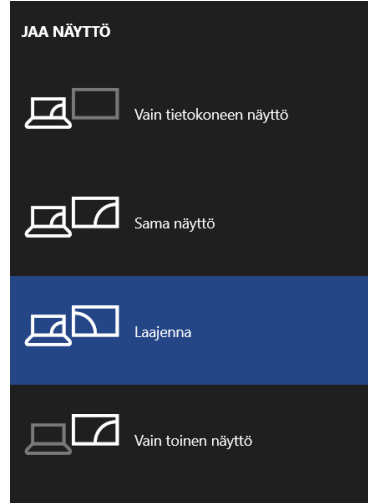 JAA NÄYTTÖ
Vain tietokoneen näyttö
Sama näyttö
Laajenna
Vain toinen näyttö